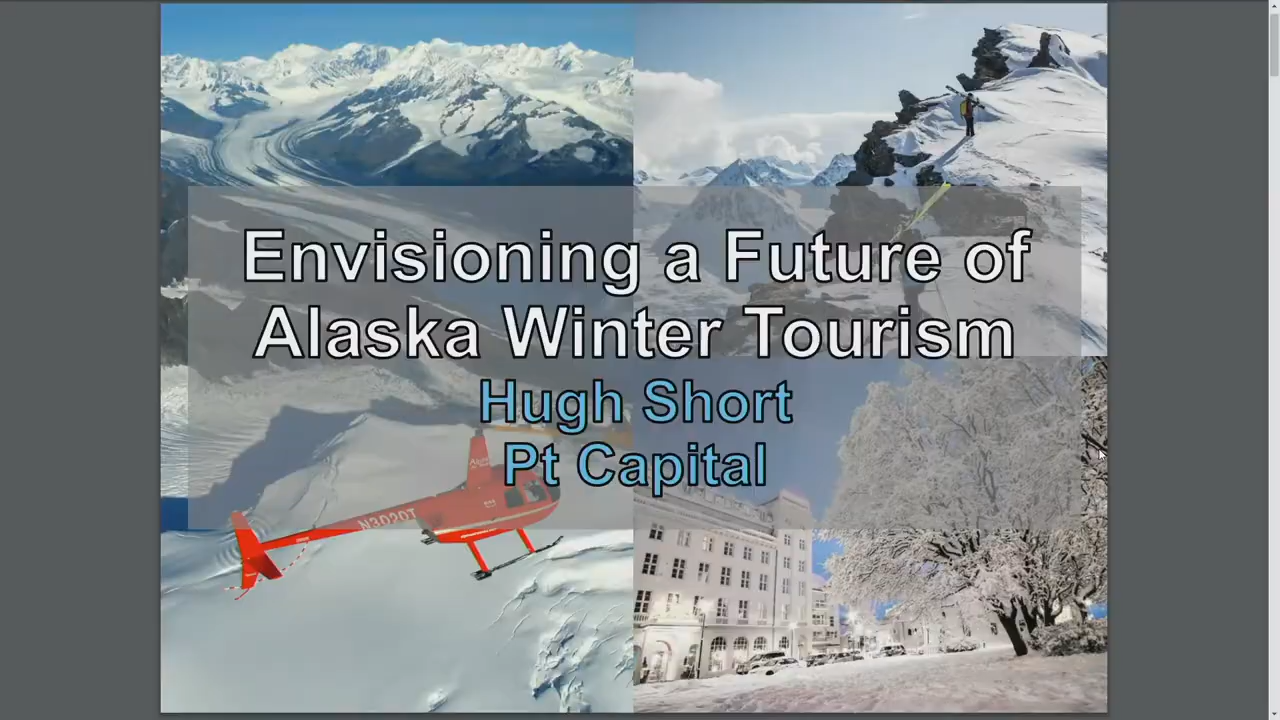 Envisioning a Future of
Alaska Winter Tourism
Hugh Short
Pt Capital
N3020T